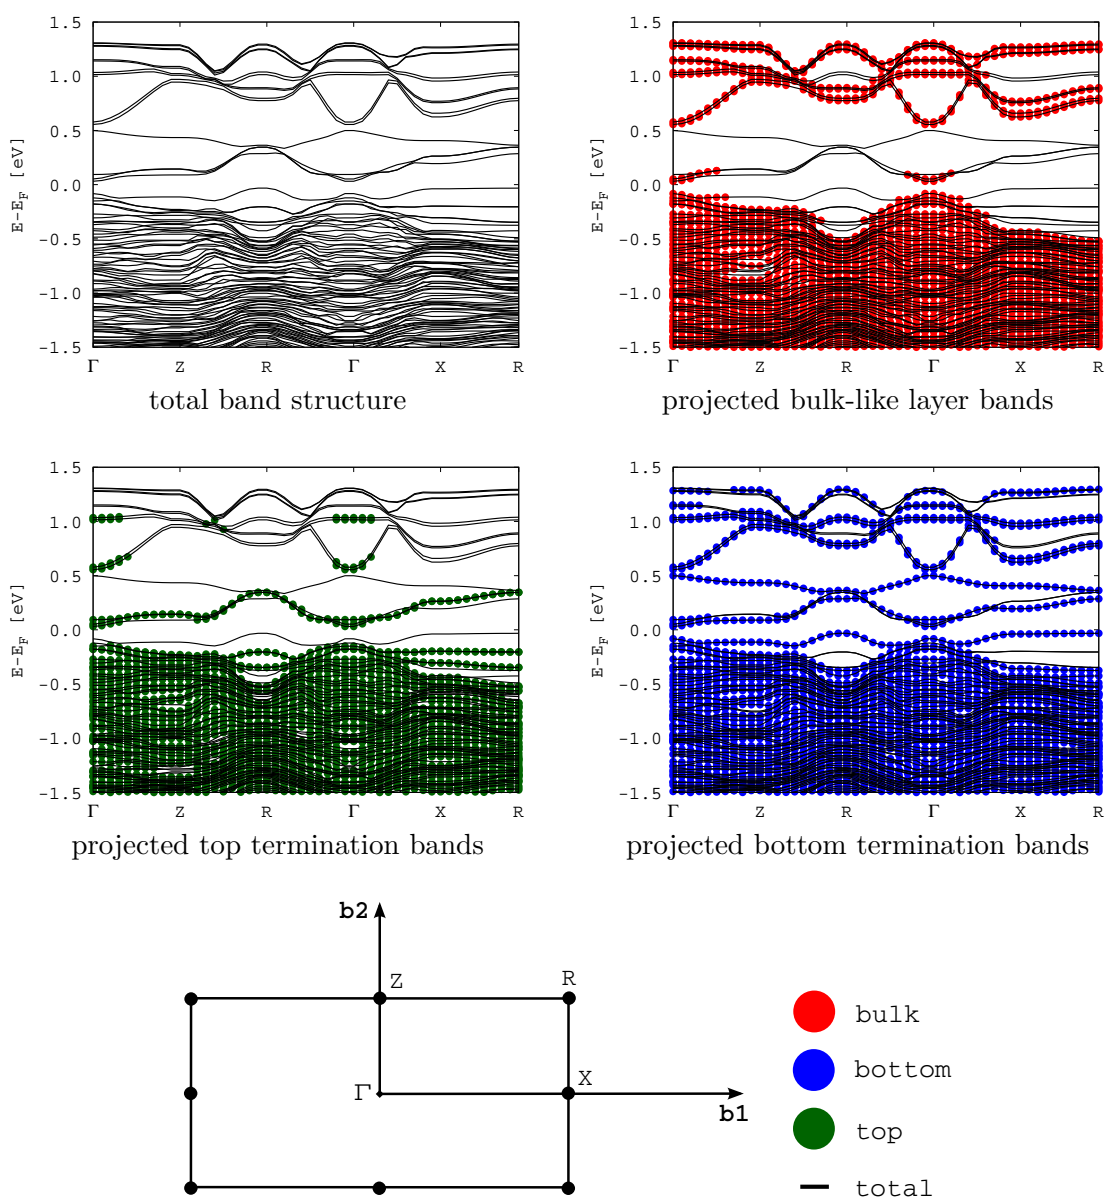 1.5 1.5
1.0 1.0
0.5 0.5
0.0 0.0
-0.5 -0.5
-1.0 -1.0
-1.5 -1.5
E-EF [eV] E-EF [eV]
Γ Z R Γ X R Γ Z R Γ X R
total band structure projected bulk-like layer bands
1.5 1.5
1.0 1.0
0.5 0.5
0.0 0.0
-0.5 -0.5
-1.0 -1.0
-1.5 -1.5
E-EF [eV] E-EF [eV]
Γ Z R Γ X R Γ Z R Γ X R
projected top termination bands projected bottom termination bands
b2
Z R
Γ X
b1
bulk
bottom
top
total